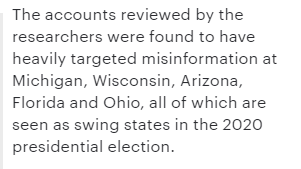 The accounts reviewed by the
researchers were found to have
heavily targeted misinformation at
Michigan, Wisconsin, Arizona,
Florida and Ohio, all of which are
seen as swing states in the 2020
presidential election.